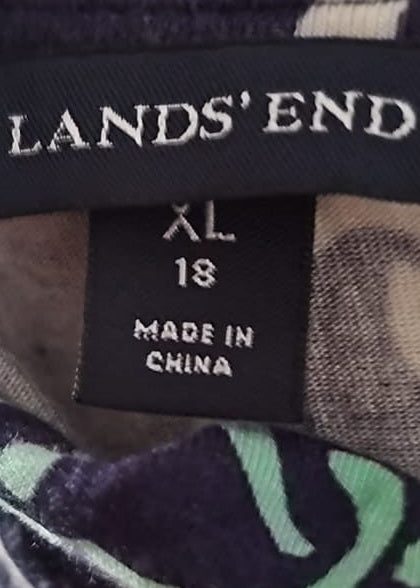 LANDS' END
XL
18
MADE IN
CHINA